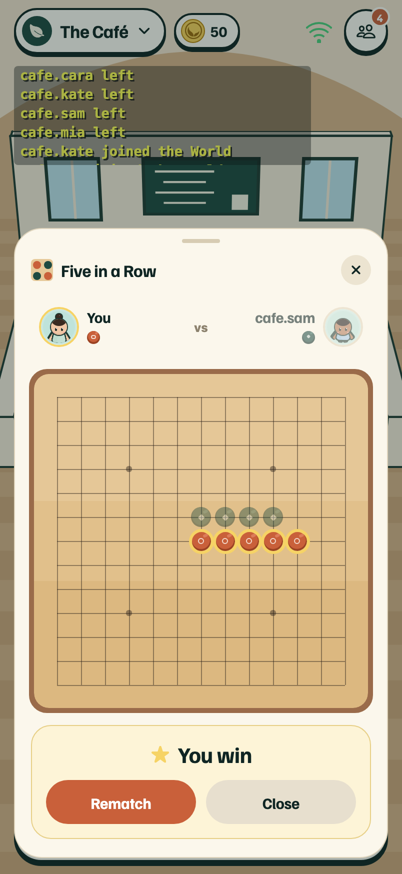 The Café
50
4
cafe.cara left
cafe.kate left
cafe.sam left
cafe.mia left
cafe.kate joined the World
Five in a Row
You
vs
cafe.sam
You win
Rematch
Close